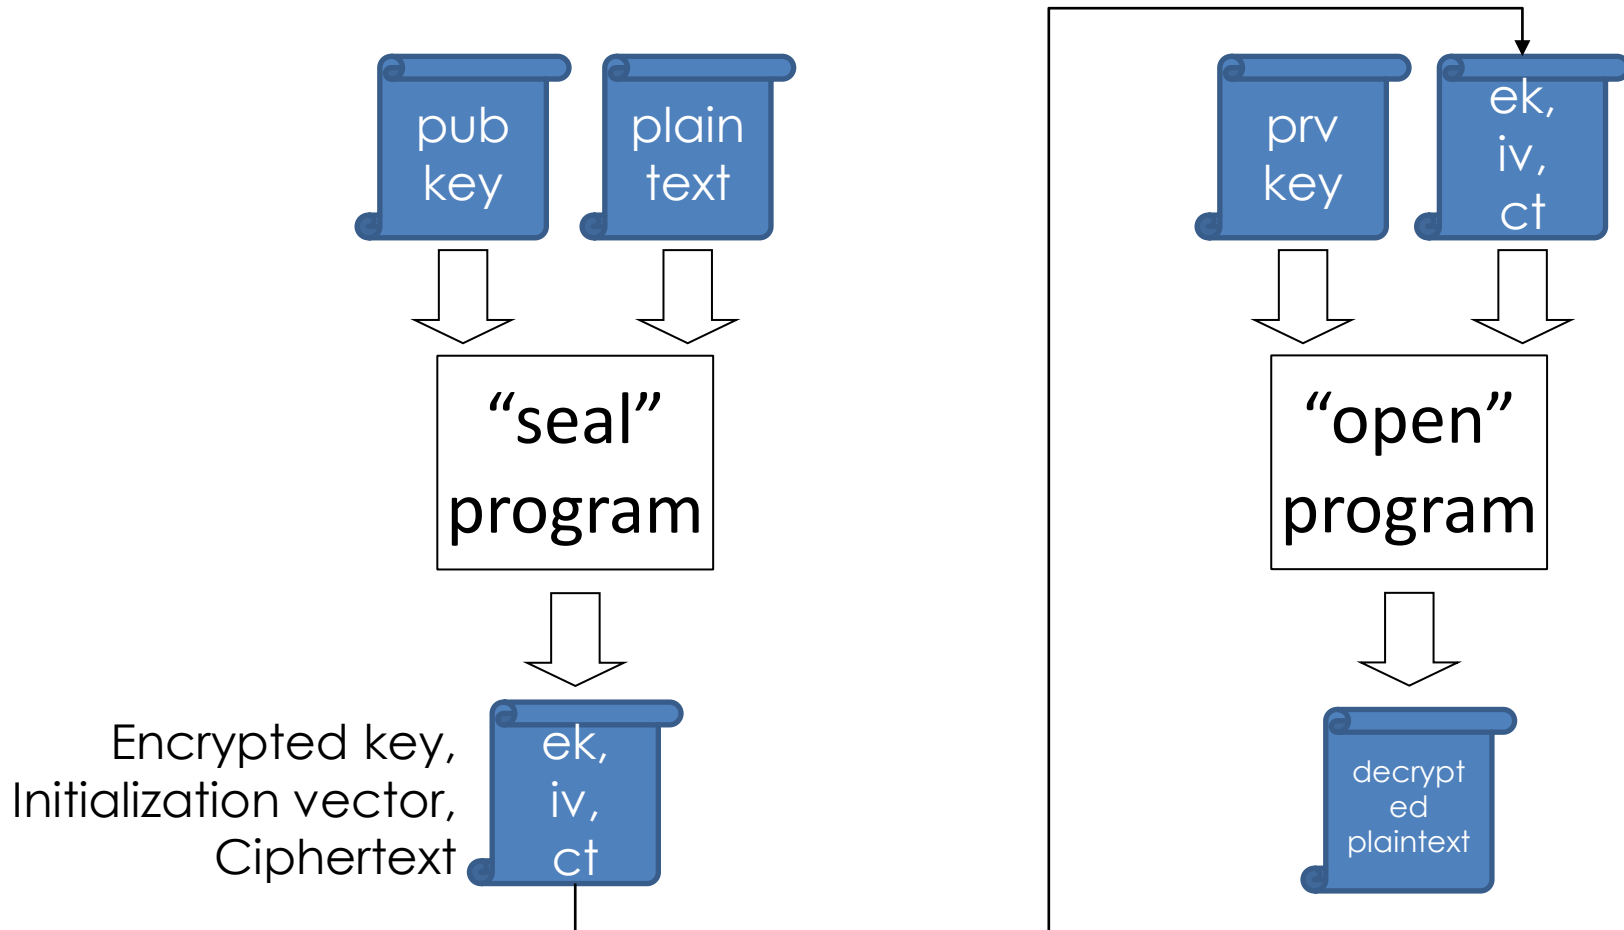 pub
key
plain
text
“seal”
program
Encrypted key,
Initialization vector,
Ciphertext
ek,
iv,
ct
prv
key
ek,
iv,
ct
“open”
program
decrypt
ed
plaintext